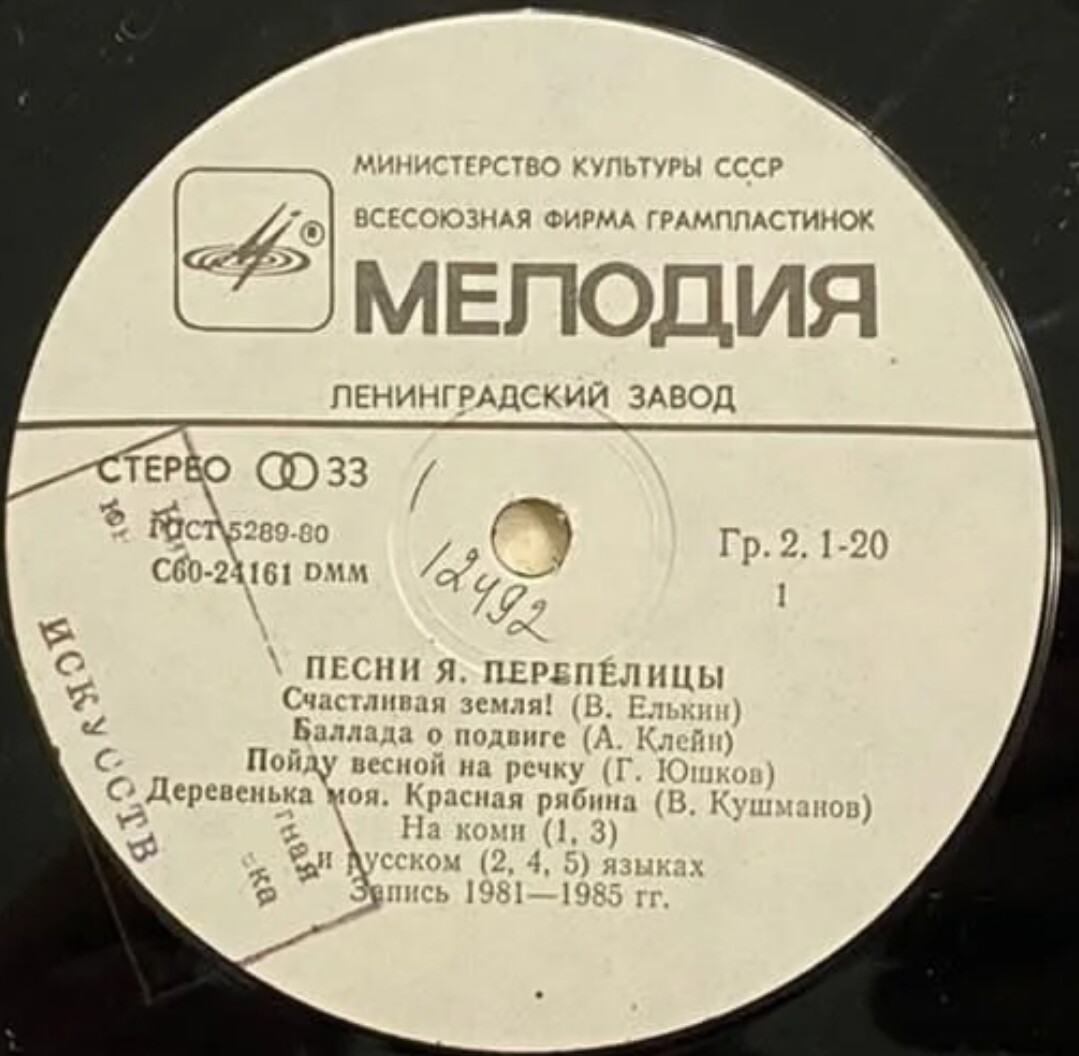 МИНИСТЕРСТВО КУЛЬТУРЫ СССР
ВСЕСОЮЗНАЯ ФИРМА ГРАМПЛАСТИНОК
®
МЕЛОДИЯ
ЛЕНИНГРАДСКИЙ ЗАВОД
СТЕРЕО 33
ГОСТ 5289-80
С60-24161 DMM
Гр. 2. 1-20
1
12492
ПЕСНИ Я. ПЕРЕПЕЛИЦЫ
Счастливая земля! (В. Елькин)
Баллада о подвиге (А. Клейн)
Пойду весной на речку (Г. Юшков)
Деревенька моя. Красная рябина (В. Кушманов)
На коми (1, 3)
и русском (2, 4, 5) языках
Запись 1981—1985 гг.
ИСКУССТВ
тная
ка